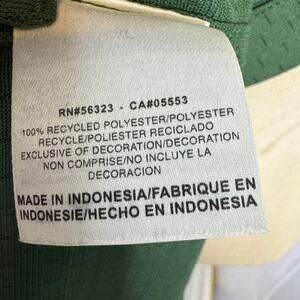 RN#56323 - CA#05553
100% RECYCLED POLYESTER/POLYESTER
RECYCLE/POLIESTER RECICLADO
EXCLUSIVE OF DECORATION/DECORATION
NON COMPRISE/NO INCLUYE LA
DECORACION
MADE IN INDONESIA/FABRIQUE EN
INDONESIE/HECHO EN INDONESIA